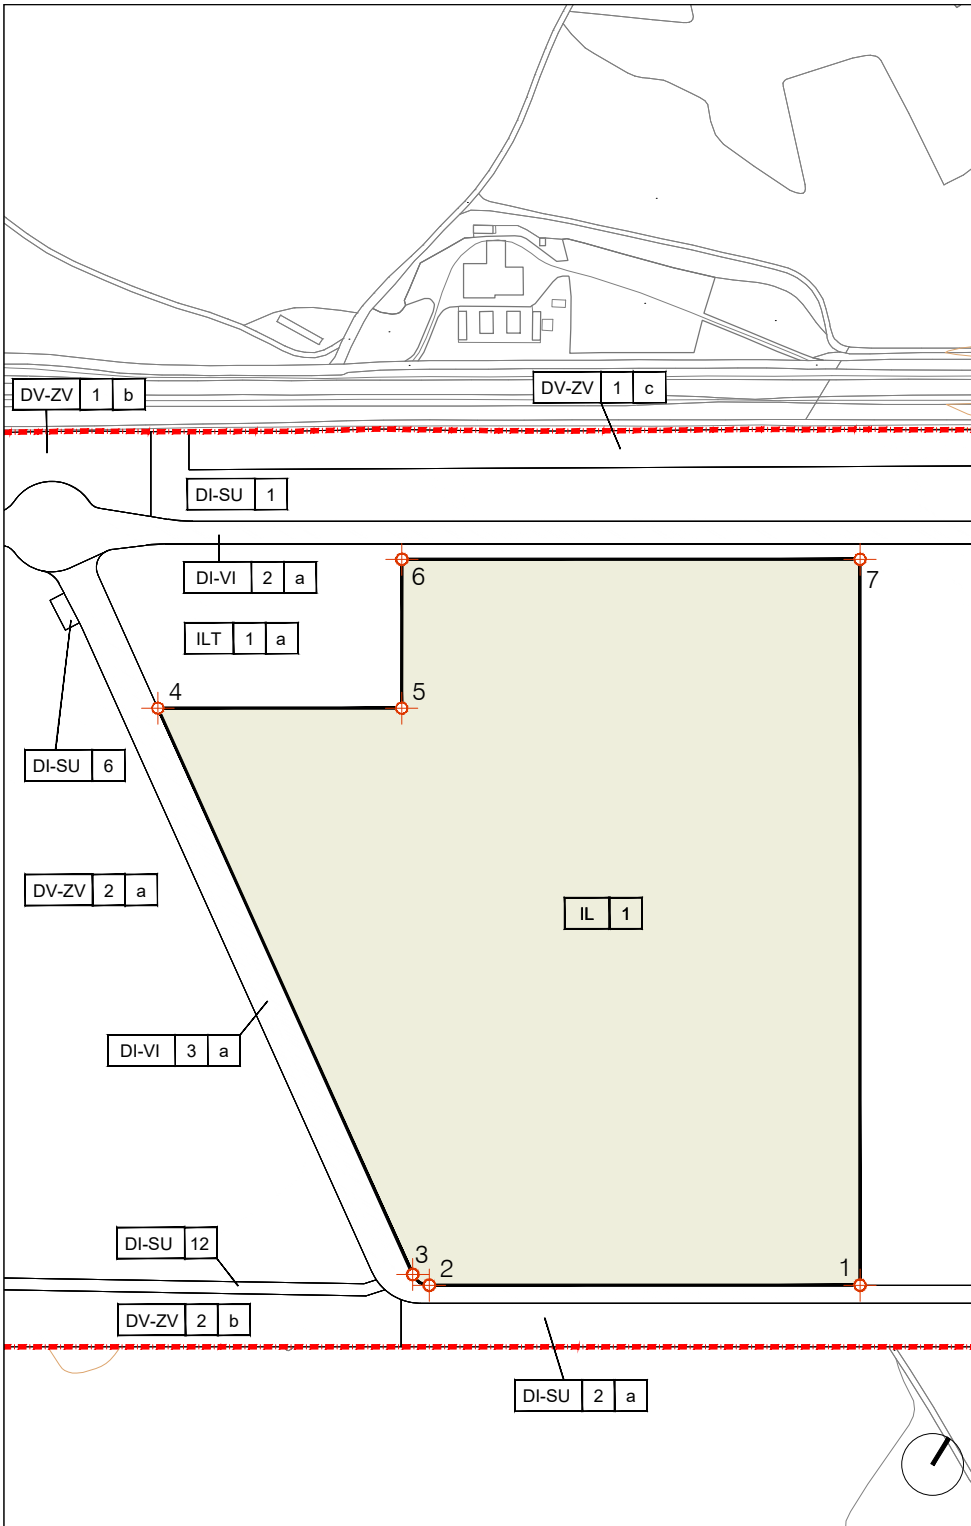 DV-ZV 1 b
DV-ZV 1 c
DI-SU 1
DI-VI 2 a
6
7
ILT 1 a
4
5
DI-SU 6
DV-ZV 2 a
IL 1
DI-VI 3 a
DI-SU 12
3
2
1
DV-ZV 2 b
DI-SU 2 a